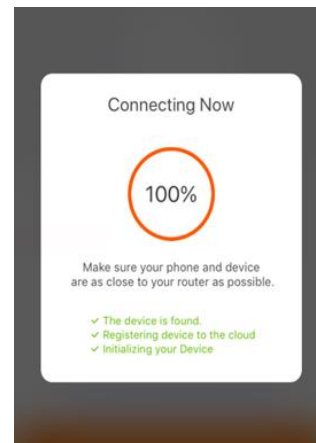 Connecting Now
100%
Make sure your phone and device
are as close to your router as possible.
✓ The device is found.
✓ Registering device to the cloud
✓ Initializing your Device